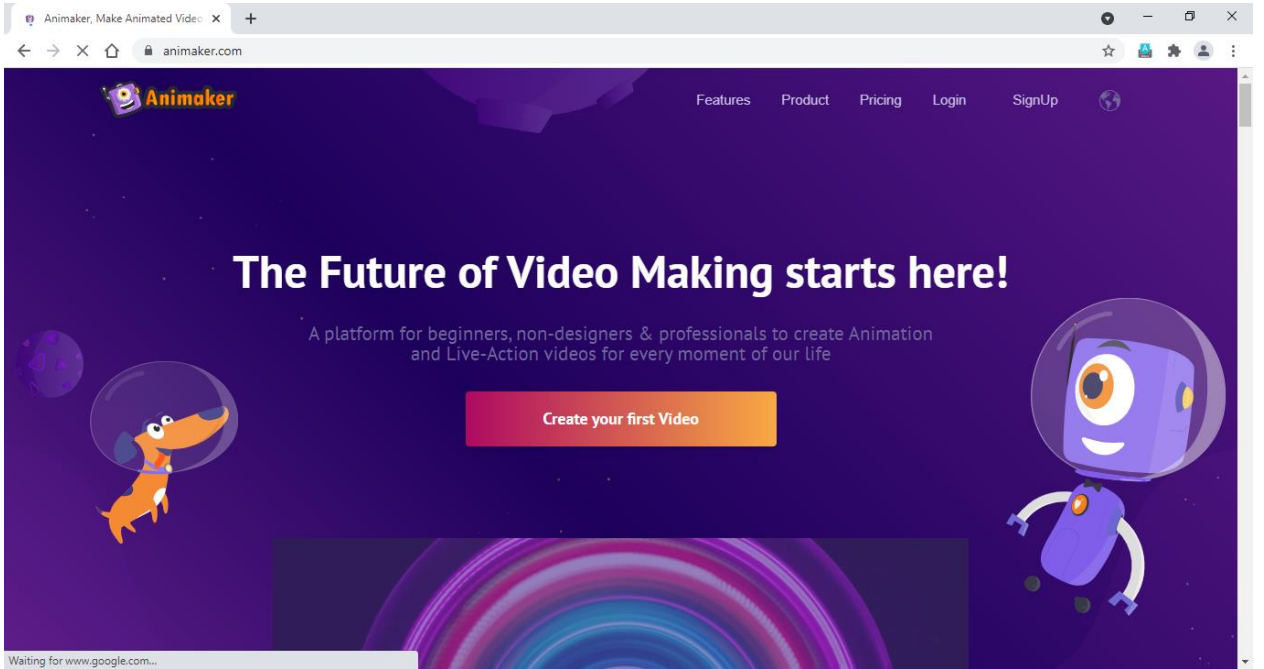 Animaker, Make Animated Video
animaker.com
Animaker
Features
Product
Pricing
Login
SignUp
The Future of Video Making starts here!
A platform for beginners, non-designers & professionals to create Animation
and Live-Action videos for every moment of our life
Create your first Video
Waiting for www.google.com...